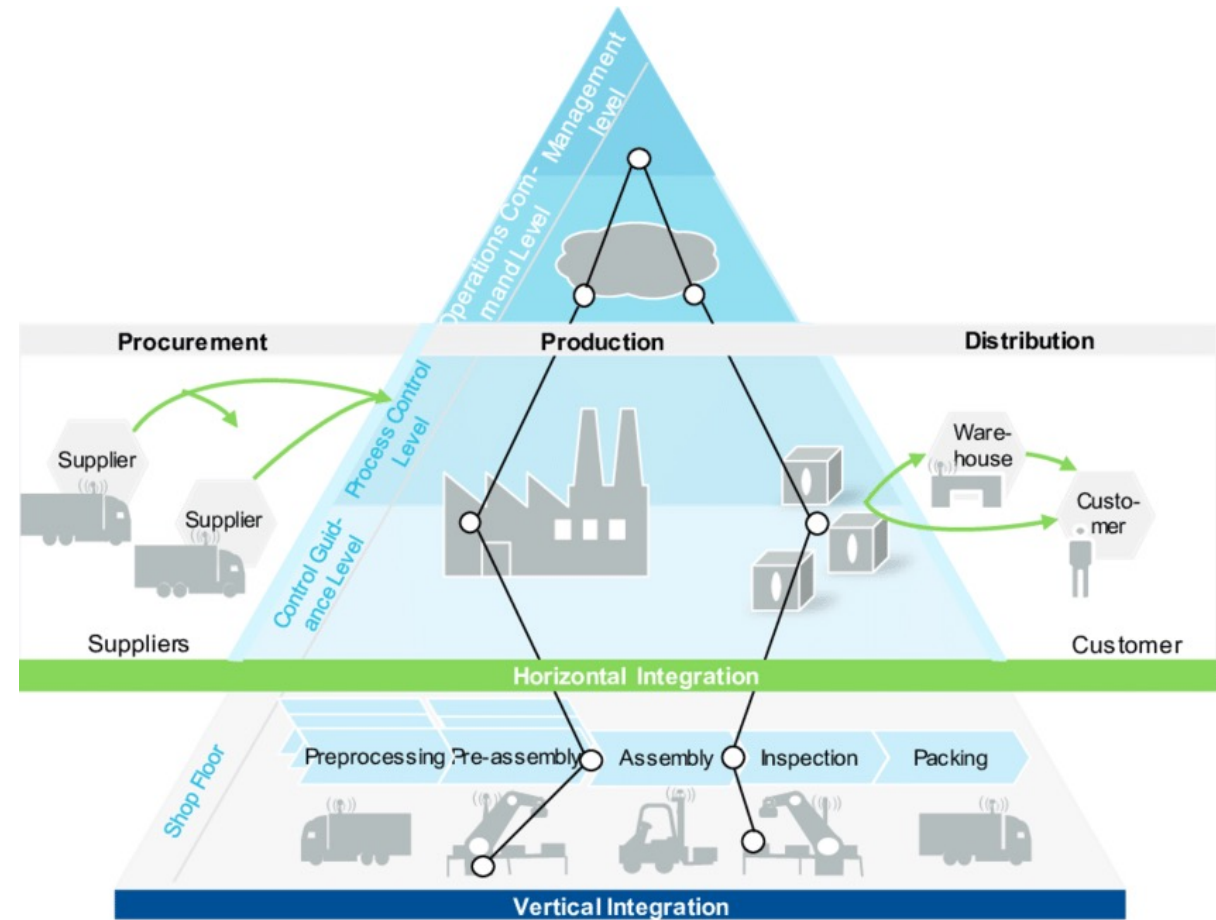 Management
level
Operations Com-
mand Level
Procurement
Production
Distribution
Process Control
Level
Supplier
Supplier
Ware-
house
Custo-
mer
Control Guid-
ance Level
Suppliers
Customer
Horizontal Integration
Shop Floor
Preprocessing
Pre-assembly
Assembly
Inspection
Packing
Vertical Integration